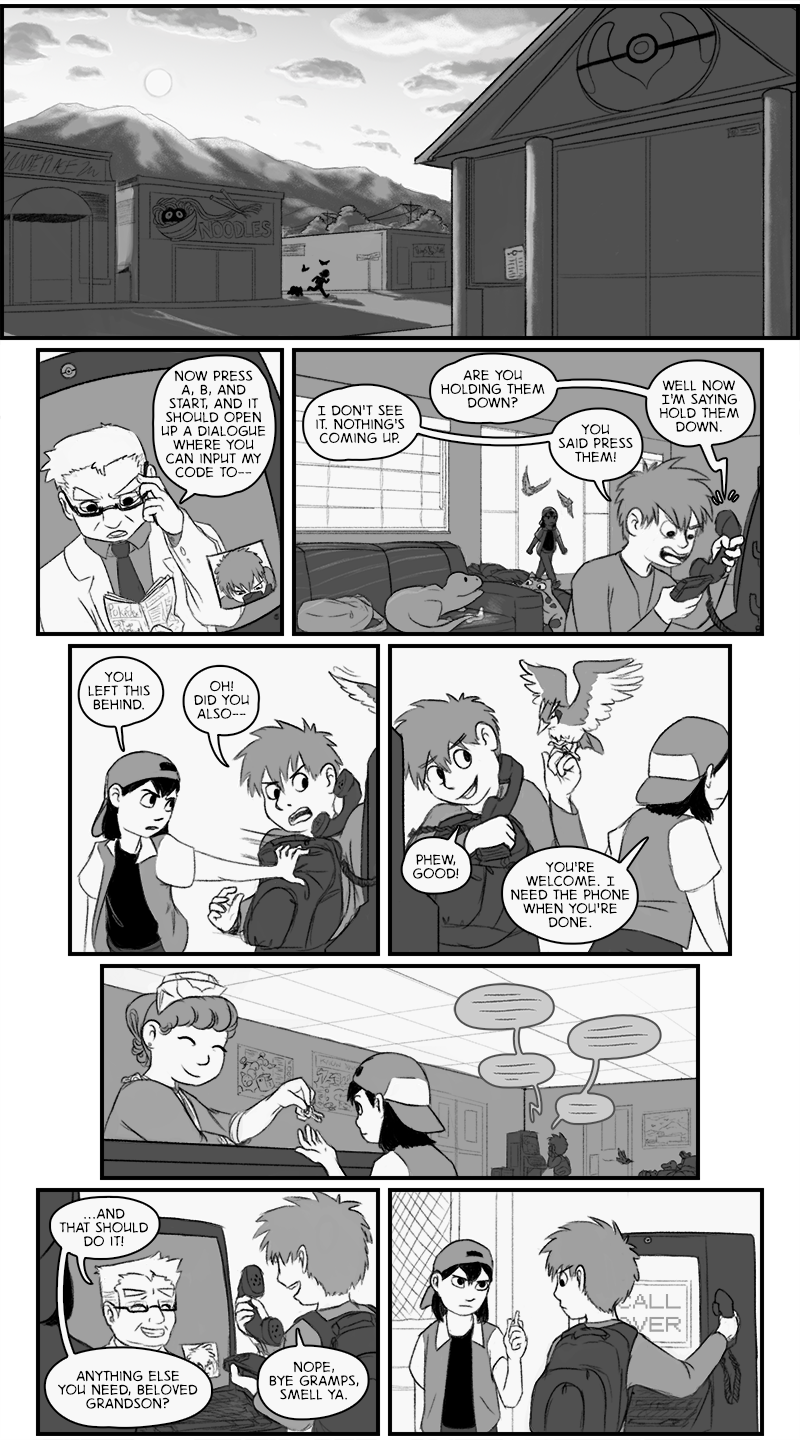 NOODLES
NOW PRESS
A, B, AND
START, AND IT
SHOULD OPEN
UP A DIALOGUE
WHERE YOU
CAN INPUT MY
CODE TO--
I DON'T SEE
IT. NOTHING'S
COMING UP.
ARE YOU
HOLDING THEM
DOWN?
YOU
SAID PRESS
THEM!
WELL NOW
I'M SAYING
HOLD THEM
DOWN.
YOU
LEFT THIS
BEHIND.
OH!
DID YOU
ALSO--
PHEW,
GOOD!
YOU'RE
WELCOME. I
NEED THE PHONE
WHEN YOU'RE
DONE.
...AND
THAT SHOULD
DO IT!
ANYTHING ELSE
YOU NEED, BELOVED
GRANDSON?
NOPE,
BYE GRAMPS,
SMELL YA.
CALL
OVER